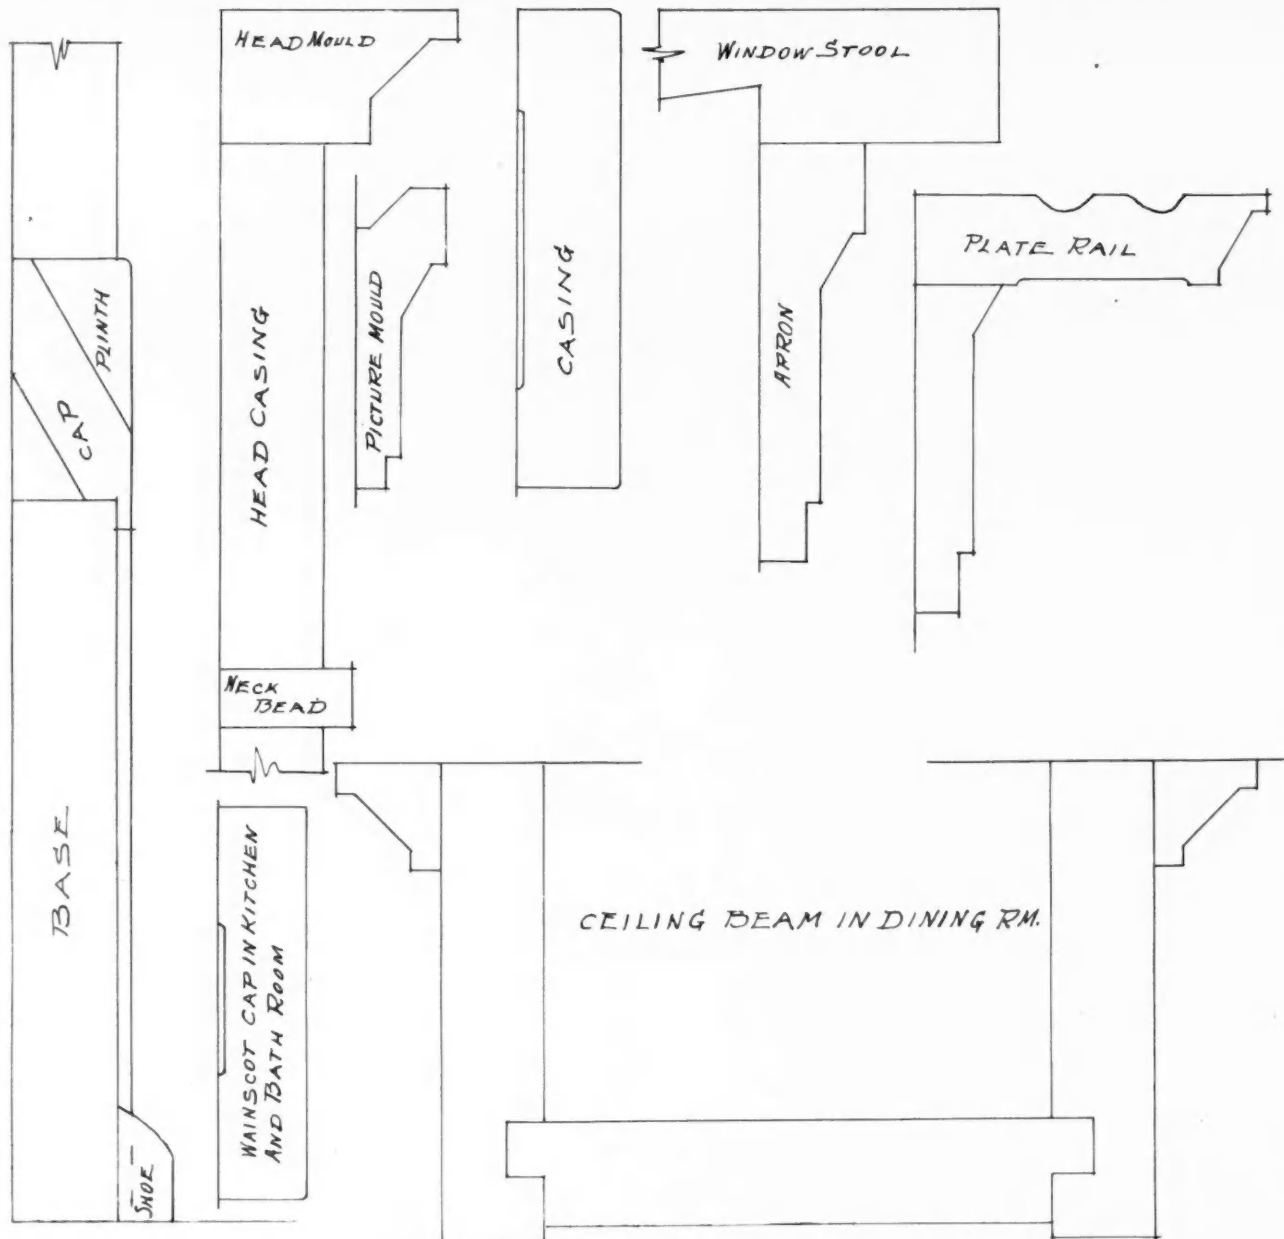 HEAD MOULD
WINDOW STOOL
PLATE RAIL
PLINTH
CAP
HEAD CASING
PICTURE MOULD
CASING
APRON
NECK
BEAD
BASE
WAINSCOT CAP IN KITCHEN
AND BATH ROOM
CEILING BEAM IN DINING RM.
SHOE